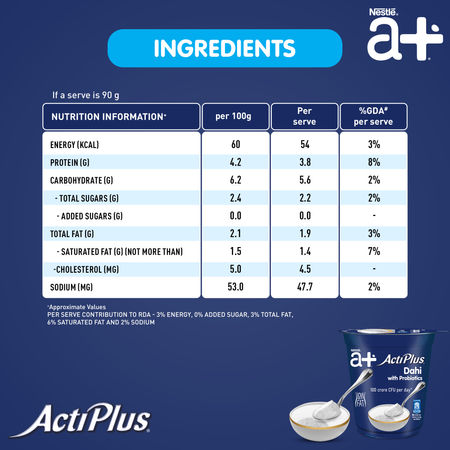 Nestlé®
a+®
INGREDIENTS
If a serve is 90 g
NUTRITION INFORMATION* per 100g Per serve %GDA# per serve
ENERGY (KCAL) 60 54 3%
PROTEIN (G) 4.2 3.8 8%
CARBOHYDRATE (G) 6.2 5.6 2%
- TOTAL SUGARS (G) 2.4 2.2 2%
- ADDED SUGARS (G) 0.0 0.0 -
TOTAL FAT (G) 2.1 1.9 3%
- SATURATED FAT (G) (NOT MORE THAN) 1.5 1.4 7%
-CHOLESTEROL (MG) 5.0 4.5 -
SODIUM (MG) 53.0 47.7 2%
*Approximate Values
PER SERVE CONTRIBUTION TO RDA - 3% ENERGY, 0% ADDED SUGAR, 3% TOTAL FAT,
6% SATURATED FAT AND 2% SODIUM
Nestlé
a+ ActiPlus
Dahi
with Probiotics
100 crore CFU per day*
LOW FAT
ActiPlus®